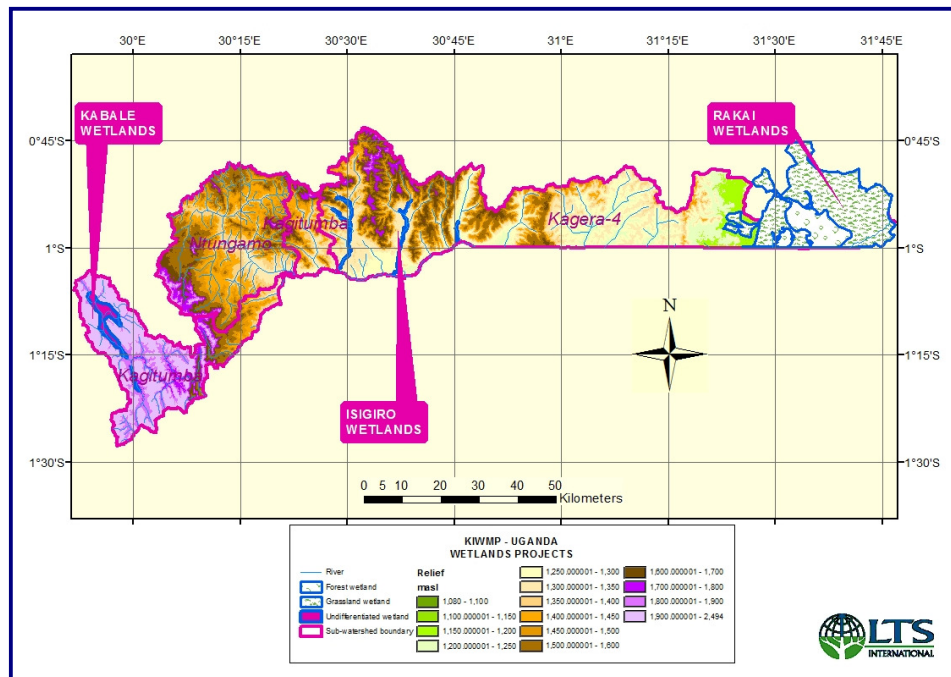 30°E 30°15'E 30°30'E 30°45'E 31°E 31°15'E 31°30'E 31°45'E
KABALE
WETLANDS
RAKAI
WETLANDS
0°45'S 0°45'S
Kagitumba
Kagera-4
Ntungamo
1°S 1°S
N
1°15'S 1°15'S
Kagitumba
ISIGIRO
WETLANDS
1°30'S 1°30'S
0 5 10 20 30 40 50
Kilometers
KIWMP - UGANDA
WETLANDS PROJECTS
River
Forest wetland
Grassland wetland
Undifferentiated wetland
Sub-watershed boundary
Relief
masl
1,080 - 1,100
1,100.000001 - 1,150
1,150.000001 - 1,200
1,200.000001 - 1,250
1,250.000001 - 1,300
1,300.000001 - 1,350
1,350.000001 - 1,400
1,400.000001 - 1,450
1,450.000001 - 1,500
1,500.000001 - 1,600
1,600.000001 - 1,700
1,700.000001 - 1,800
1,800.000001 - 1,900
1,900.000001 - 2,494
LTS
INTERNATIONAL